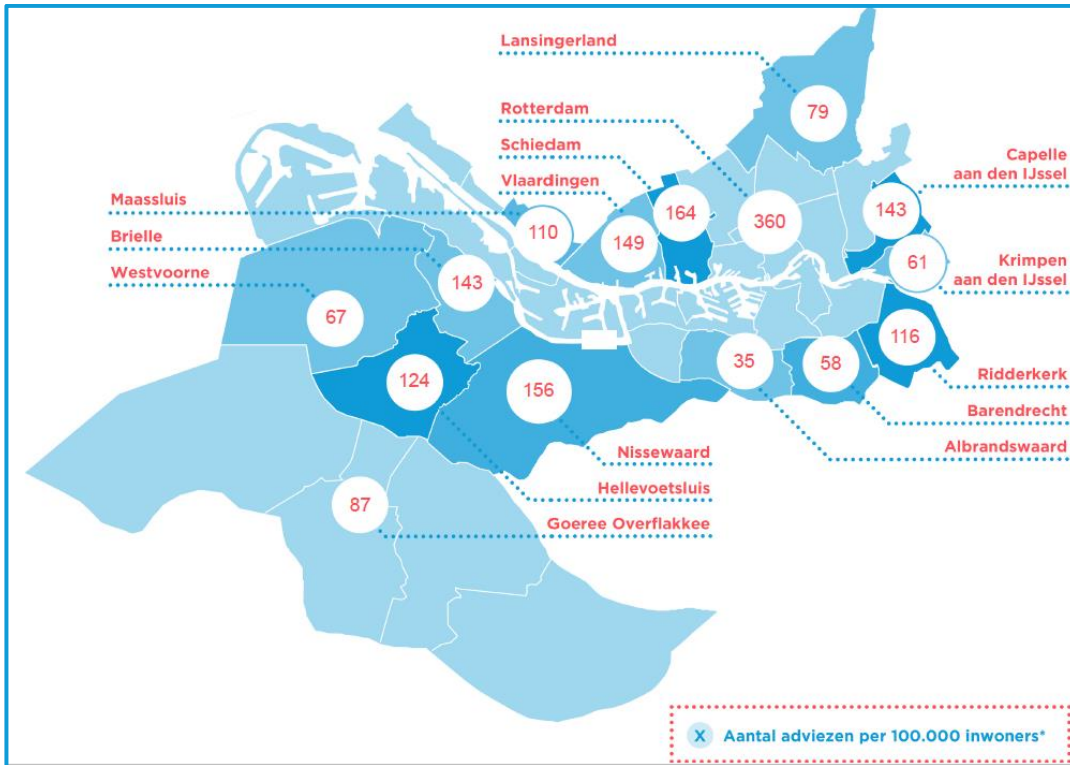 Lansingerland
79
Rotterdam
Schiedam
Vlaardingen
Capelle
aan den IJssel
Maassluis
Brielle
Westvoorne
164
360
143
110
149
61
Krimpen
aan den IJssel
143
67
116
35
58
124
156
Ridderkerk
Barendrecht
Albrandswaard
Nissewaard
Hellevoetsluis
87
Goeree Overflakkee
X Aantal adviezen per 100.000 inwoners*